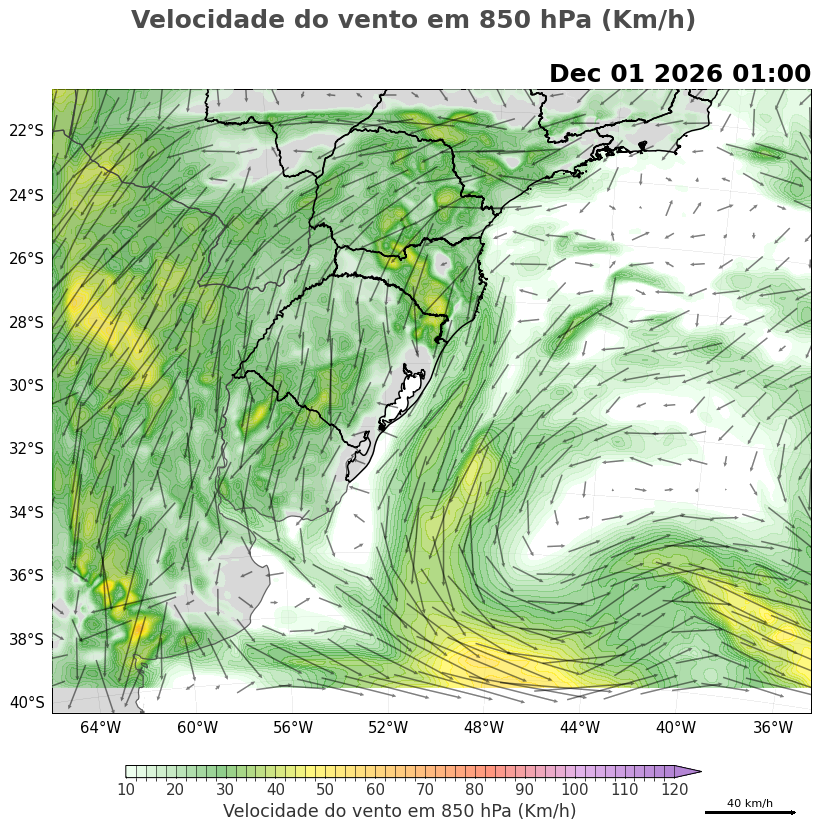 Velocidade do vento em 850 hPa (Km/h)
Dec 01 2026 01:00
22°S
24°S
26°S
28°S
30°S
32°S
34°S
36°S
38°S
40°S
64°W 60°W 56°W 52°W 48°W 44°W 40°W 36°W
10 20 30 40 50 60 70 80 90 100 110 120
Velocidade do vento em 850 hPa (Km/h)
40 km/h